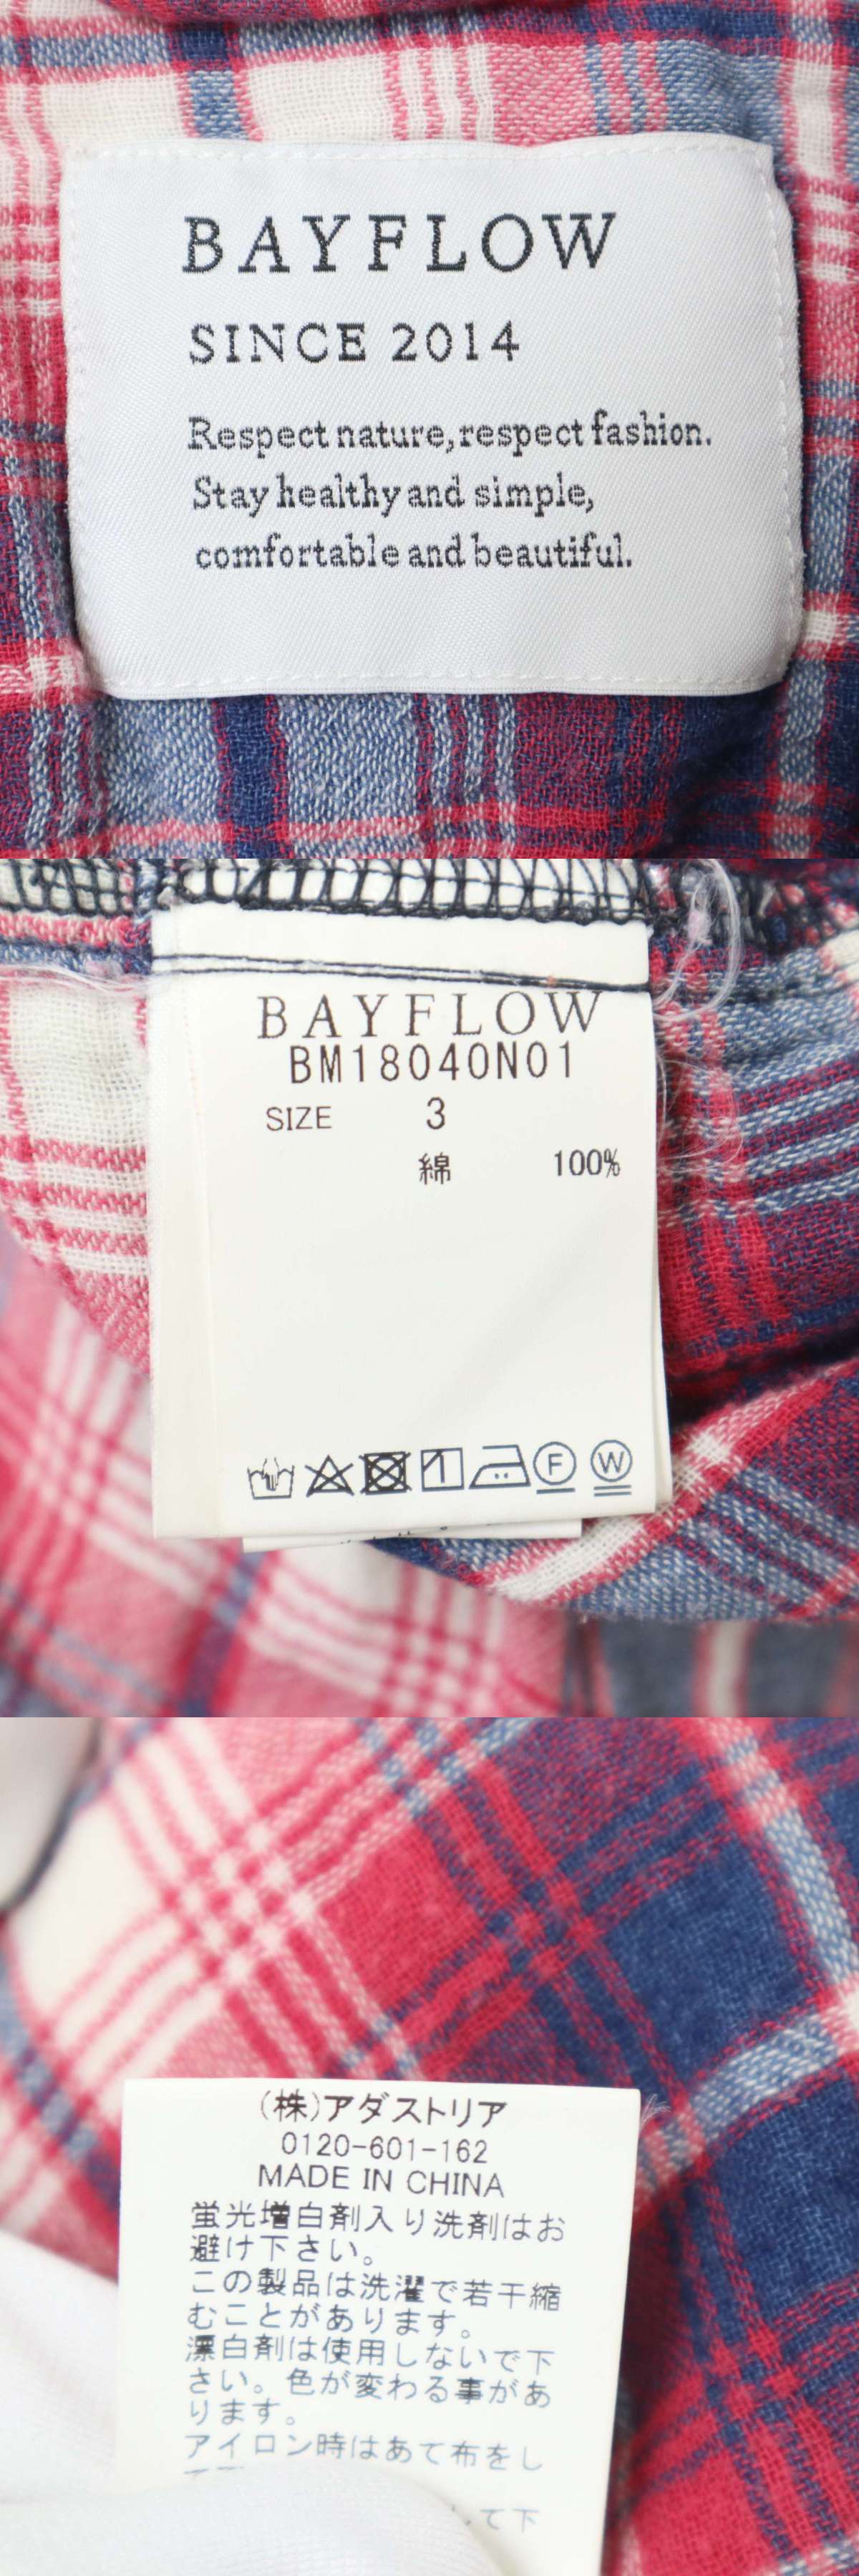 BAYFLOW
SINCE 2014
Respect nature, respect fashion.
Stay healthy and simple,
comfortable and beautiful.
BAYFLOW
BM18040N01
SIZE 3
綿 100%
F W
(株)アダストリア
0120-601-162
MADE IN CHINA
蛍光増白剤入り洗剤はお
避け下さい。
この製品は洗濯で若干縮
むことがあります。
漂白剤は使用しないで下
さい。色が変わる事があ
ります。
アイロン時はあて布をし
して下